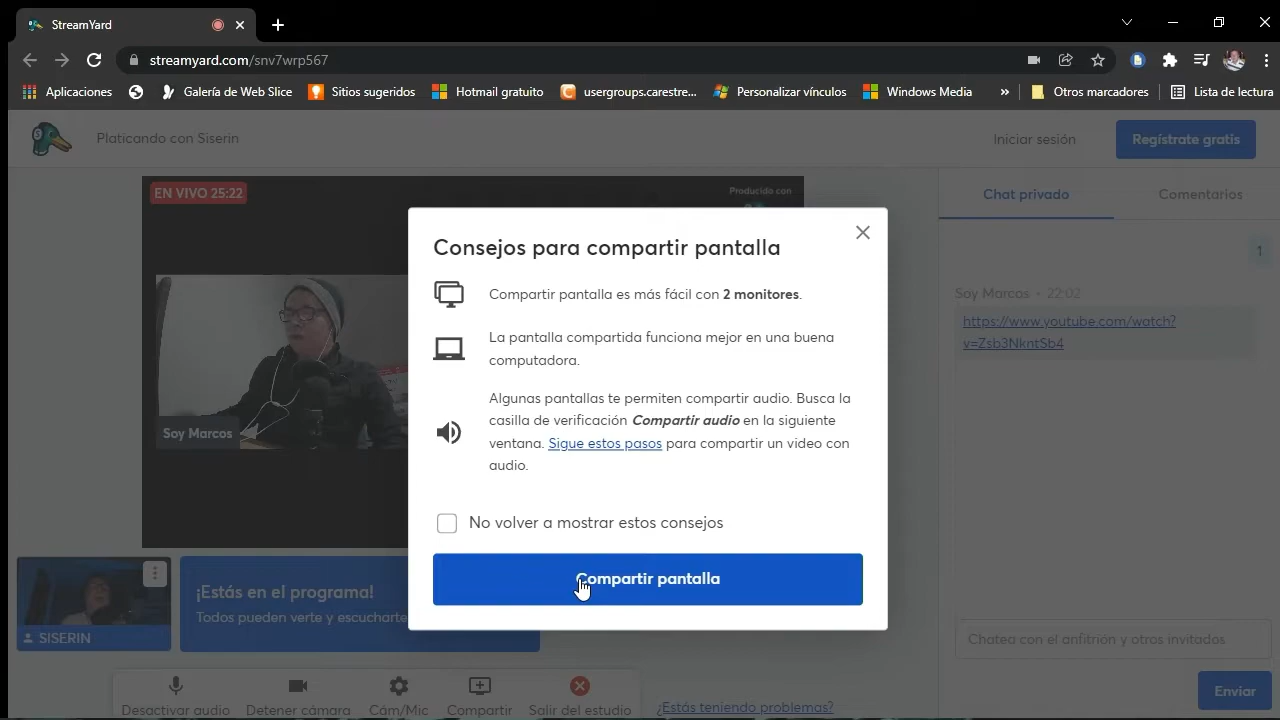 StreamYard
streamyard.com/snv7wrp567
Aplicaciones
Galería de Web Slice
Sitios sugeridos
Hotmail gratuito
usergroups.carestre...
Personalizar vínculos
Windows Media
»
Otros marcadores
Lista de lectura
Platicando con Siserin
Iniciar sesión
Regístrate gratis
EN VIVO 25:22
Producido con
Chat privado
Comentarios
1
Consejos para compartir pantalla
Compartir pantalla es más fácil con 2 monitores.
La pantalla compartida funciona mejor en una buena
computadora.
Algunas pantallas te permiten compartir audio. Busca la
casilla de verificación Compartir audio en la siguiente
ventana. Sigue estos pasos para compartir un video con
audio.
No volver a mostrar estos consejos
Compartir pantalla
Soy Marcos • 22:02
https://www.youtube.com/watch?
v=Zsb3NkntSb4
Soy Marcos
SISERIN
¡Estás en el programa!
Todos pueden verte y escucharte
Chatea con el anfitrión y otros invitados
Enviar
Desactivar audio
Detener cámara
Cám/Mic
Compartir
Salir del estudio
¿Estás teniendo problemas?